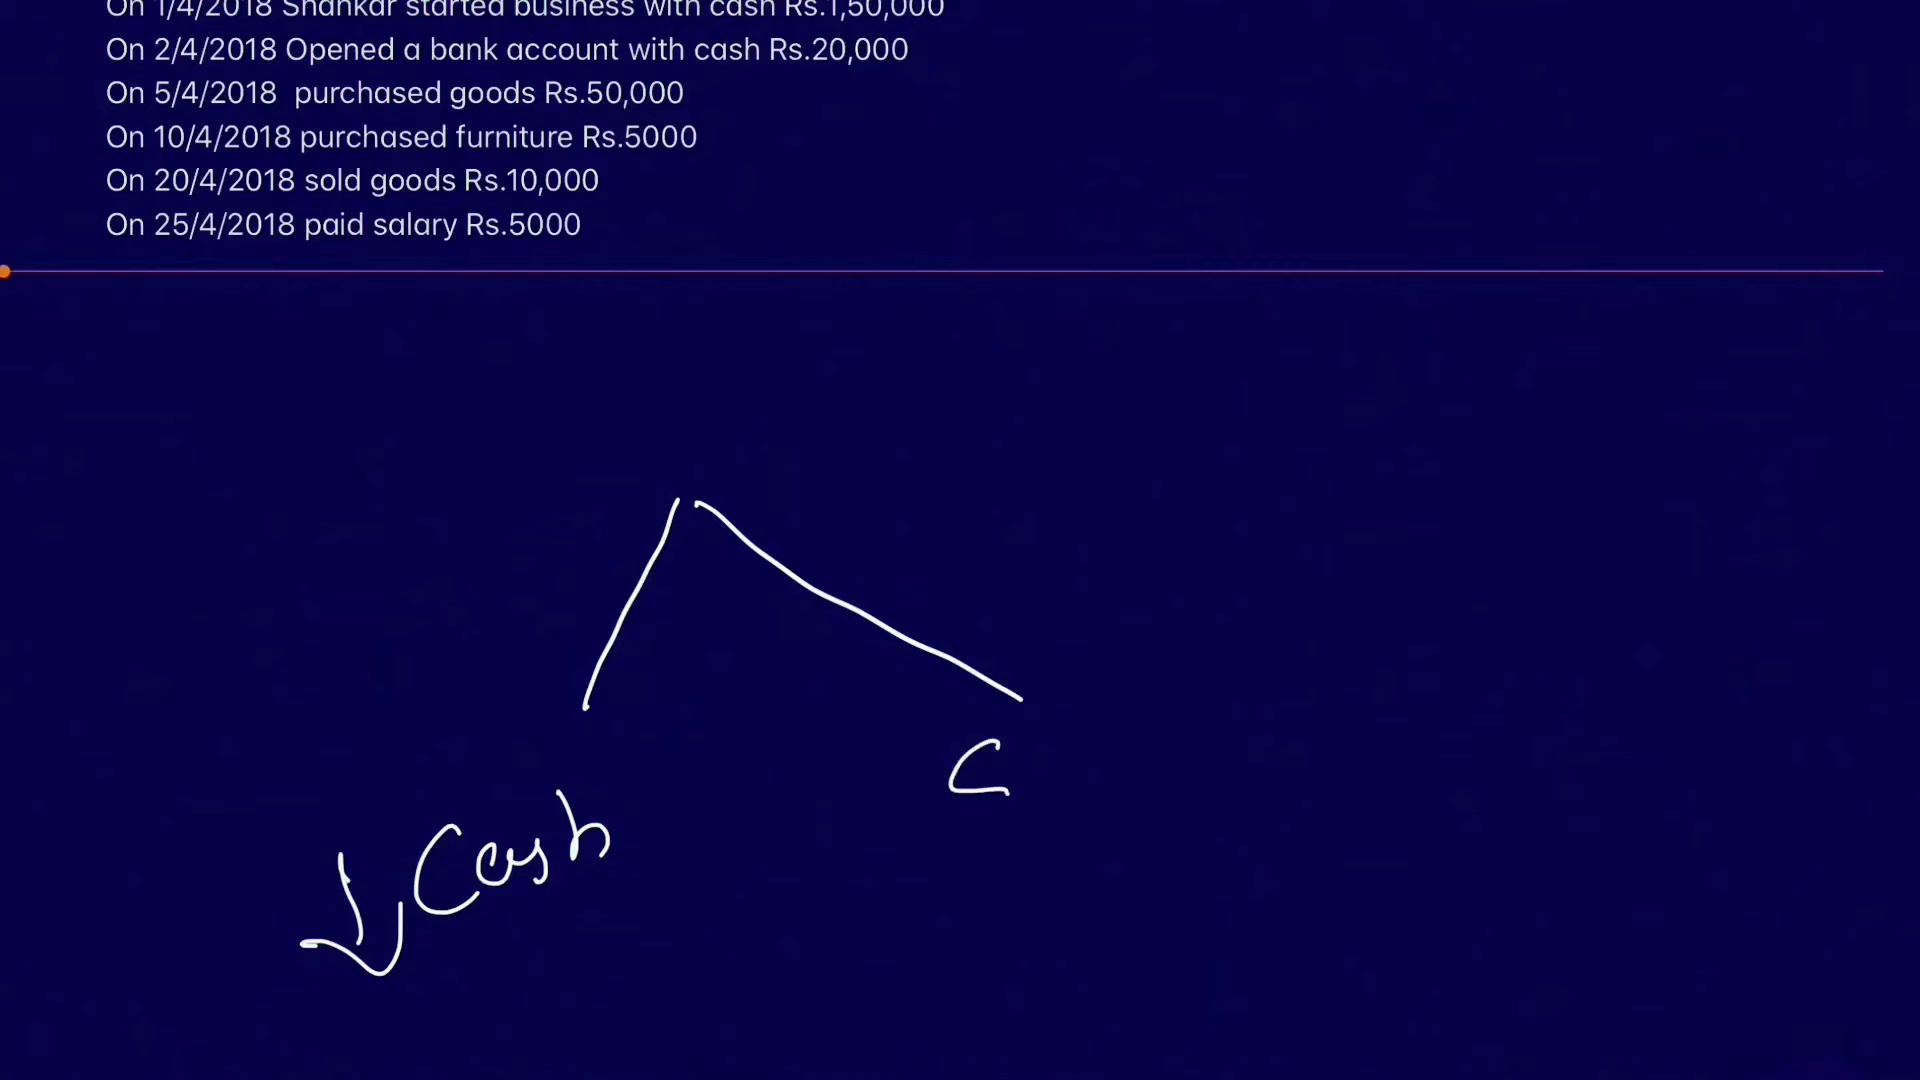 On 1/4/2018 Shankar started business with cash Rs.1,50,000
On 2/4/2018 Opened a bank account with cash Rs.20,000
On 5/4/2018  purchased goods Rs.50,000
On 10/4/2018 purchased furniture Rs.5000
On 20/4/2018 sold goods Rs.10,000
On 25/4/2018 paid salary Rs.5000
C
Cash